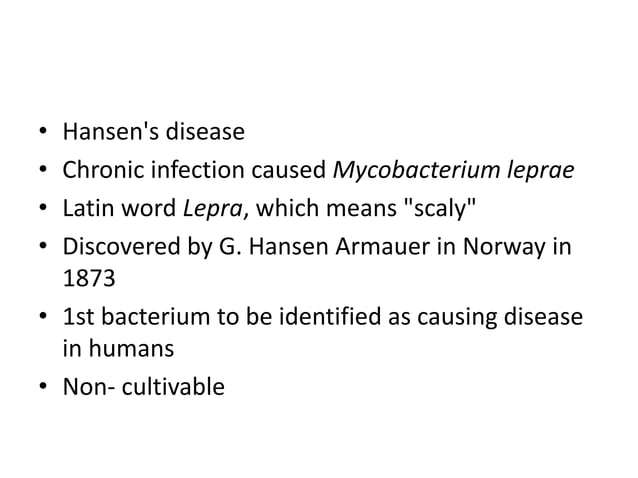 • Hansen's disease
• Chronic infection caused Mycobacterium leprae
• Latin word Lepra, which means "scaly"
• Discovered by G. Hansen Armauer in Norway in
1873
• 1st bacterium to be identified as causing disease
in humans
• Non- cultivable